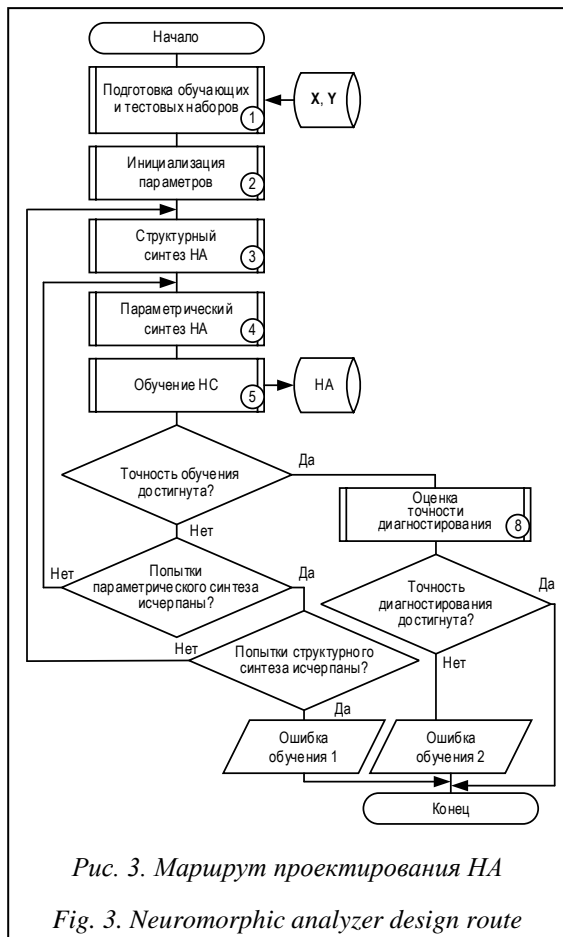 Начало
Подготовка обучающих
и тестовых наборов
1
X, Y
Инициализация
параметров
2
Структурный
синтез НА
3
Параметрический
синтез НА
4
Обучение НС
5
НА
Точность обучения
достигнута?
Да
Нет
Оценка
точности
диагностирования
8
Попытки
параметрического синтеза
исчерпаны?
Нет
Да
Точность
диагностирования
достигнута?
Да
Нет
Попытки структурного
синтеза исчерпаны?
Нет
Да
Ошибка
обучения 1
Ошибка
обучения 2
Конец
Рис. 3. Маршрут проектирования НА
Fig. 3. Neuromorphic analyzer design route